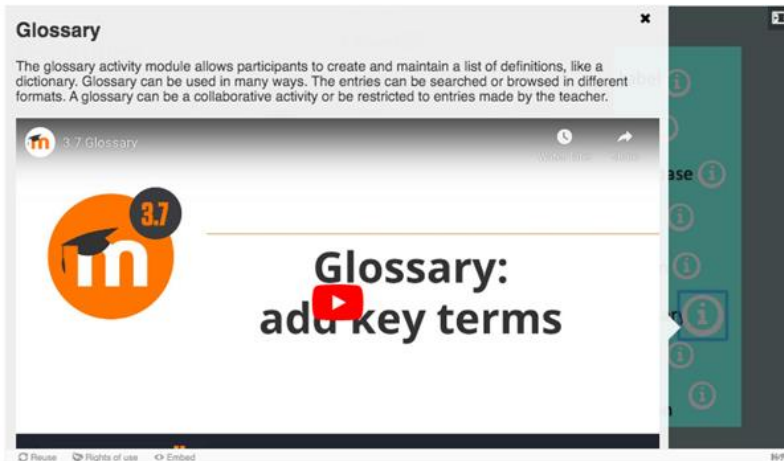 Glossary
The glossary activity module allows participants to create and maintain a list of definitions, like a
dictionary. Glossary can be used in many ways. The entries can be searched or browsed in different
formats. A glossary can be a collaborative activity or be restricted to entries made by the teacher.
3.7 Glossary
3.7
Glossary:
add key terms
ase
Reuse Rights of use Embed